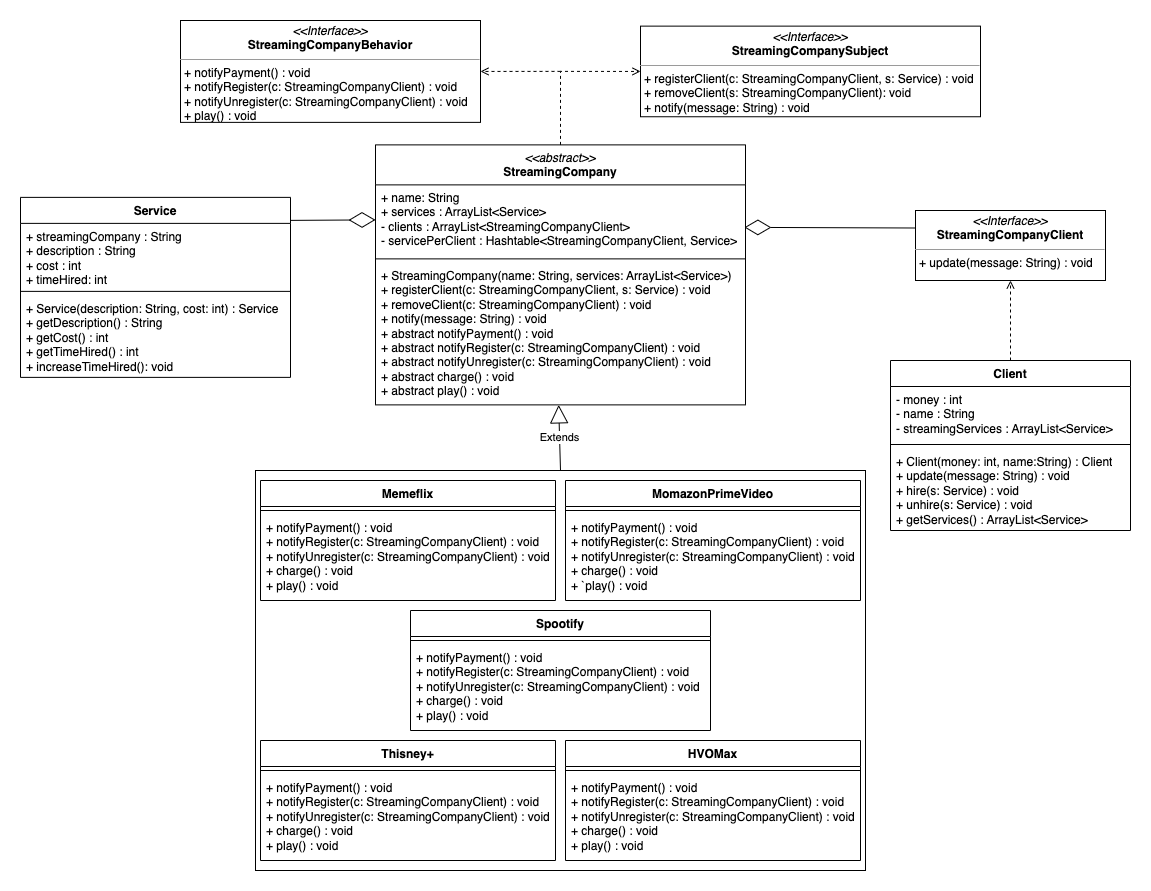 <<Interface>>
StreamingCompanyBehavior
+ notifyPayment() : void
+ notifyRegister(c: StreamingCompanyClient) : void
+ notifyUnregister(c: StreamingCompanyClient) : void
+ play() : void
<<Interface>>
StreamingCompanySubject
+ registerClient(c: StreamingCompanyClient, s: Service) : void
+ removeClient(s: StreamingCompanyClient): void
+ notify(message: String) : void
<<abstract>>
StreamingCompany
+ name: String
+ services : ArrayList<Service>
- clients : ArrayList<StreamingCompanyClient>
- servicePerClient : Hashtable<StreamingCompanyClient, Service>
+ StreamingCompany(name: String, services: ArrayList<Service>)
+ registerClient(c: StreamingCompanyClient, s: Service) : void
+ removeClient(c: StreamingCompanyClient) : void
+ notify(message: String) : void
+ abstract notifyPayment() : void
+ abstract notifyRegister(c: StreamingCompanyClient) : void
+ abstract notifyUnregister(c: StreamingCompanyClient) : void
+ abstract charge() : void
+ abstract play() : void
Service
+ streamingCompany : String
+ description : String
+ cost : int
+ timeHired: int
+ Service(description: String, cost: int) : Service
+ getDescription() : String
+ getCost() : int
+ getTimeHired() : int
+ increaseTimeHired(): void
<<Interface>>
StreamingCompanyClient
+ update(message: String) : void
Client
- money : int
- name : String
- streamingServices : ArrayList<Service>
+ Client(money: int, name:String) : Client
+ update(message: String) : void
+ hire(s: Service) : void
+ unhire(s: Service) : void
+ getServices() : ArrayList<Service>
Extends
Memeflix
+ notifyPayment() : void
+ notifyRegister(c: StreamingCompanyClient) : void
+ notifyUnregister(c: StreamingCompanyClient) : void
+ charge() : void
+ play() : void
MomazonPrimeVideo
+ notifyPayment() : void
+ notifyRegister(c: StreamingCompanyClient) : void
+ notifyUnregister(c: StreamingCompanyClient) : void
+ charge() : void
+ `play() : void
Spootify
+ notifyPayment() : void
+ notifyRegister(c: StreamingCompanyClient) : void
+ notifyUnregister(c: StreamingCompanyClient) : void
+ charge() : void
+ play() : void
Thisney+
+ notifyPayment() : void
+ notifyRegister(c: StreamingCompanyClient) : void
+ notifyUnregister(c: StreamingCompanyClient) : void
+ charge() : void
+ play() : void
HVOMax
+ notifyPayment() : void
+ notifyRegister(c: StreamingCompanyClient) : void
+ notifyUnregister(c: StreamingCompanyClient) : void
+ charge() : void
+ play() : void